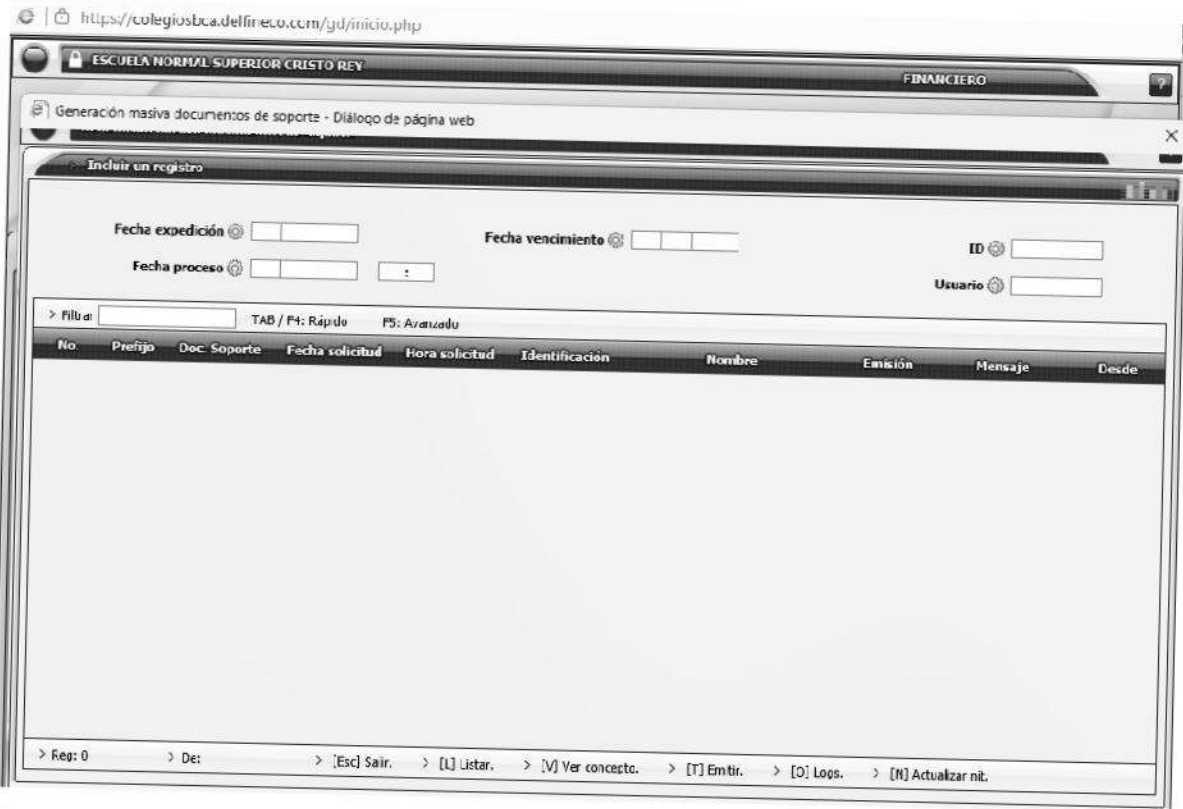 https://colegiosbca.delfineco.com/yd/inicio.php
ESCUELA NORMAL SUPERIOR CRISTO REY
FINANCIERO
?
Generación masiva documentos de soporte - Diálogo de página web
Incluir un registro
Fecha expedición
Fecha vencimiento
ID
Fecha proceso
:
Usuario
> Filtrar
TAB / F4: Rápido
F5: Avanzado
No. Prefijo Doc. Soporte Fecha solicitud Hora solicitud Identificación Nombre Emisión Mensaje Desde
> Reg: 0 > De: > [Esc] Salir. > [L] Listar. > [V] Ver concepto. > [T] Emitir. > [O] Logs. > [N] Actualizar nit.